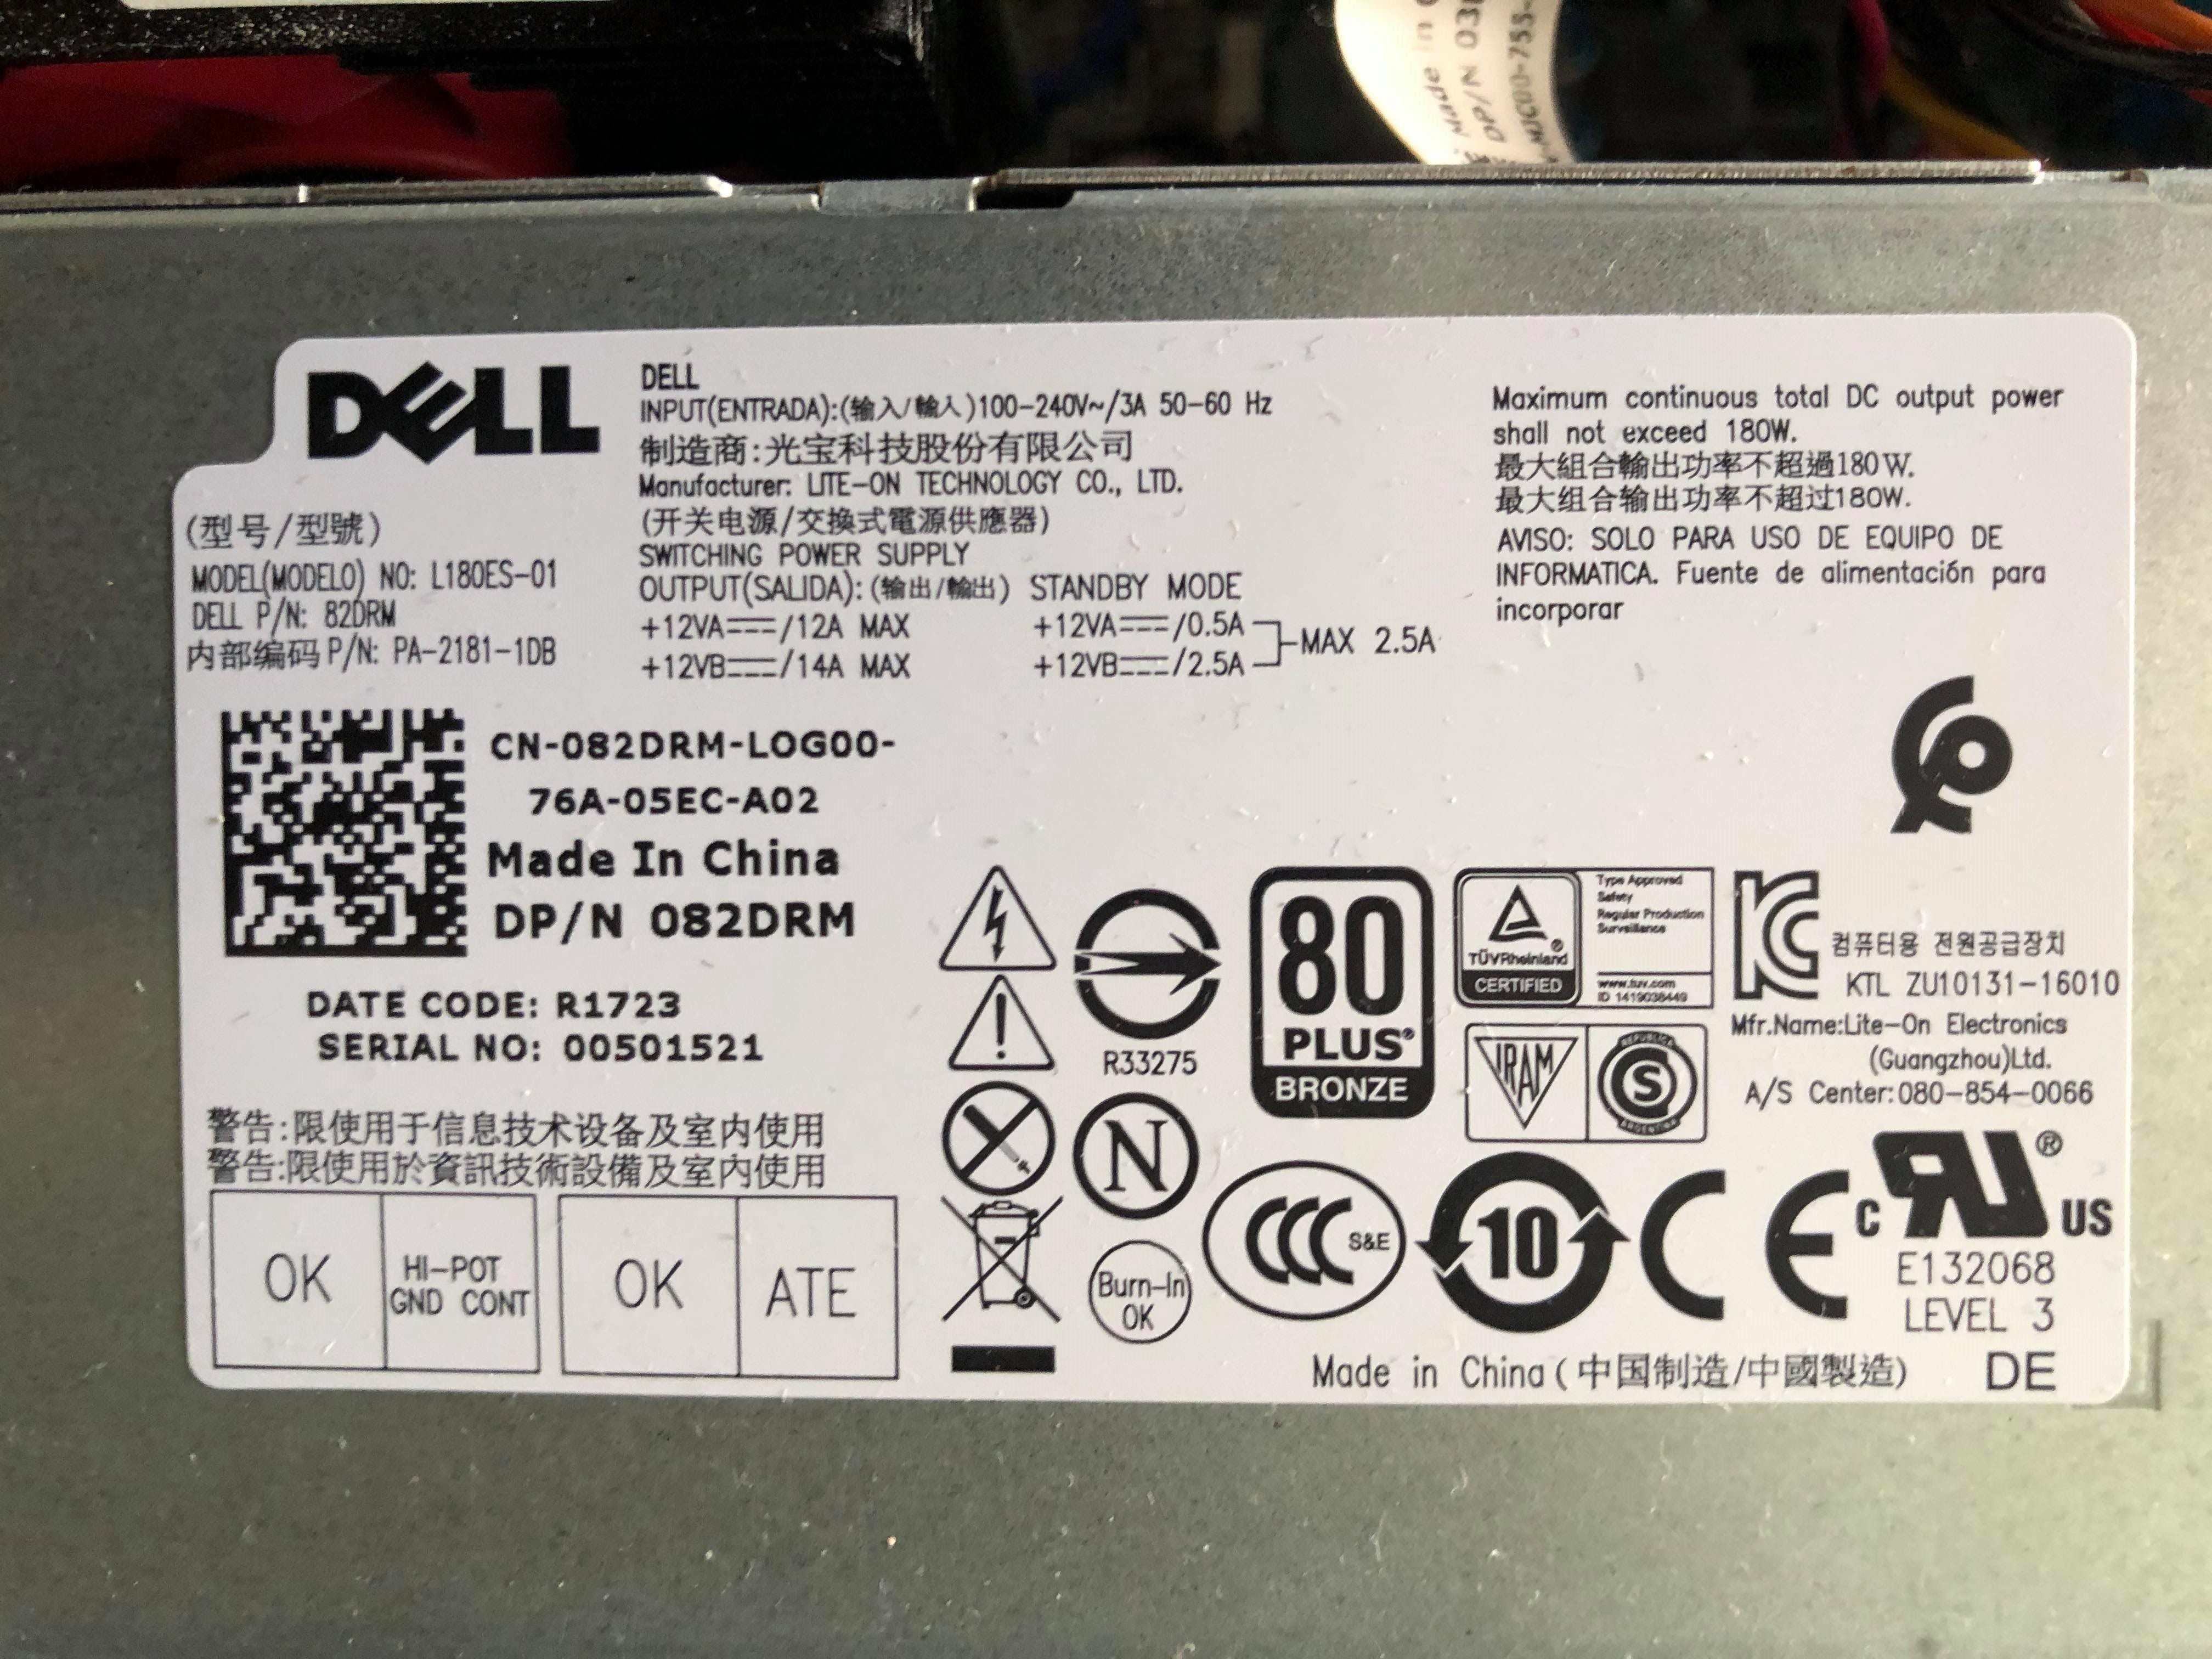 Made in
DP/N 03
DELL
DELL
INPUT(ENTRADA):(输入/輸入)100-240V~/3A 50-60 Hz
制造商:光宝科技股份有限公司
Manufacturer: LITE-ON TECHNOLOGY CO., LTD.
(开关电源/交換式電源供應器)
SWITCHING POWER SUPPLY
OUTPUT(SALIDA):(输出/輸出) STANDBY MODE
+12VA⎓/12A MAX +12VA⎓/0.5A
+12VB⎓/14A MAX +12VB⎓/2.5A
MAX 2.5A
Maximum continuous total DC output power
shall not exceed 180W.
最大組合輸出功率不超過180W.
最大组合输出功率不超过180W.
AVISO: SOLO PARA USO DE EQUIPO DE
INFORMATICA. Fuente de alimentación para
incorporar
(型号/型號)
MODEL(MODELO) NO: L180ES-01
DELL P/N: 82DRM
内部编码 P/N: PA-2181-1DB
CN-082DRM-LOG00-
76A-05EC-A02
Made In China
DP/N 082DRM
DATE CODE: R1723
SERIAL NO: 00501521
警告:限使用于信息技术设备及室内使用
警告:限使用於資訊技術設備及室內使用
OK
HI-POT
GND CONT
OK
ATE
R33275
N
Burn-In
OK
80
PLUS®
BRONZE
TÜVRheinland®
CERTIFIED
Type Approved
Safety
Regular Production
Surveillance
www.tuv.com
ID 1419038449
IRAM
REPUBLICA
S
ARGENTINA
컴퓨터용 전원공급장치
KTL ZU10131-16010
Mfr.Name:Lite-On Electronics
(Guangzhou)Ltd.
A/S Center:080-854-0066
CCC S&E
10
CE
c RU® US
E132068
LEVEL 3
Made in China(中国制造/中國製造) DE